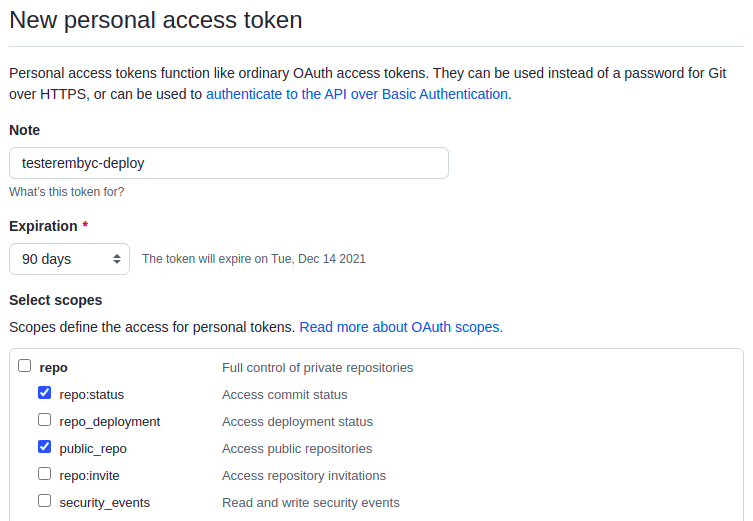 New personal access token
Personal access tokens function like ordinary OAuth access tokens. They can be used instead of a password for Git
over HTTPS, or can be used to authenticate to the API over Basic Authentication.
Note
testerembyc-deploy
What's this token for?
Expiration *
90 days The token will expire on Tue, Dec 14 2021
Select scopes
Scopes define the access for personal tokens. Read more about OAuth scopes.
repo Full control of private repositories
repo:status Access commit status
repo_deployment Access deployment status
public_repo Access public repositories
repo:invite Access repository invitations
security_events Read and write security events